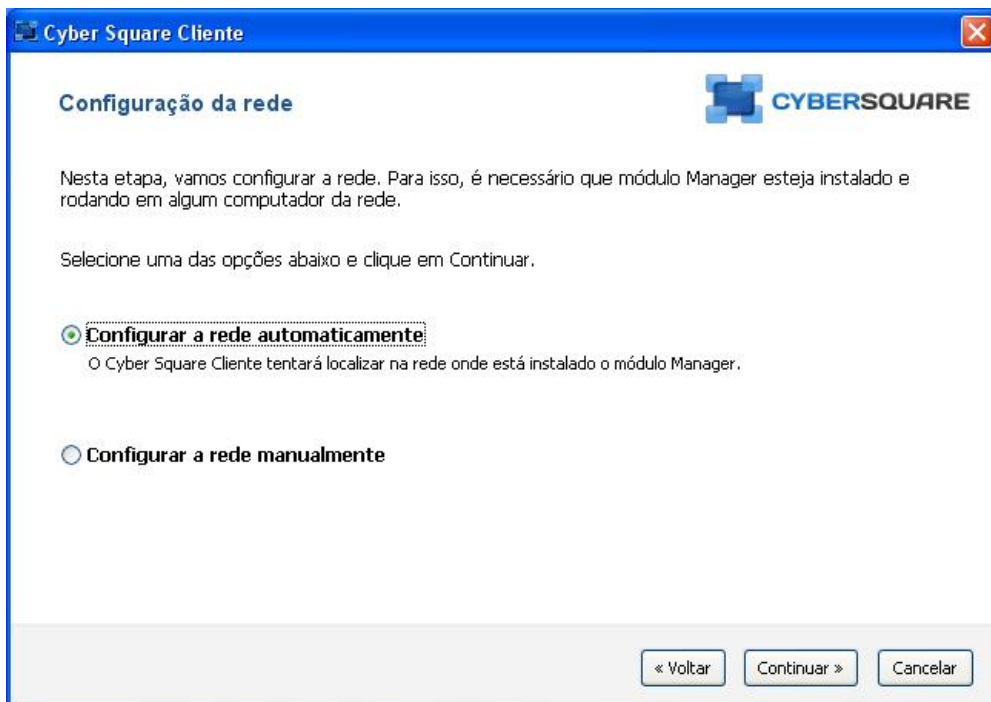 Cyber Square Cliente
Configuração da rede
CYBERSQUARE
Nesta etapa, vamos configurar a rede. Para isso, é necessário que módulo Manager esteja instalado e
rodando em algum computador da rede.
Selecione uma das opções abaixo e clique em Continuar.
Configurar a rede automaticamente
O Cyber Square Cliente tentará localizar na rede onde está instalado o módulo Manager.
Configurar a rede manualmente
« Voltar
Continuar »
Cancelar